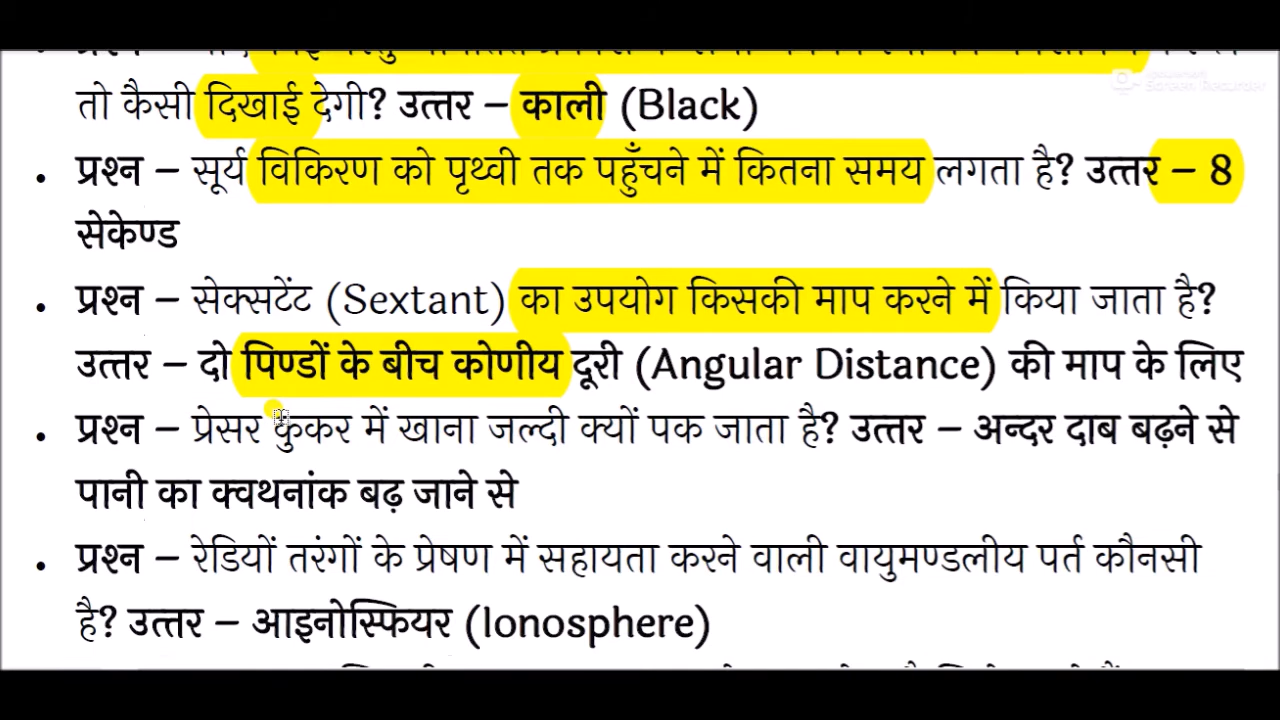 तो कैसी दिखाई देगी? उत्तर – काली (Black)
• प्रश्न – सूर्य विकिरण को पृथ्वी तक पहुँचने में कितना समय लगता है? उत्तर – 8
सेकेण्ड
• प्रश्न – सेक्सटेंट (Sextant) का उपयोग किसकी माप करने में किया जाता है?
उत्तर – दो पिण्डों के बीच कोणीय दूरी (Angular Distance) की माप के लिए
• प्रश्न – प्रेसर कुकर में खाना जल्दी क्यों पक जाता है? उत्तर – अन्दर दाब बढ़ने से
पानी का क्वथनांक बढ़ जाने से
• प्रश्न – रेडियों तरंगों के प्रेषण में सहायता करने वाली वायुमण्डलीय पर्त कौनसी
है? उत्तर – आइनोस्फियर (Ionosphere)